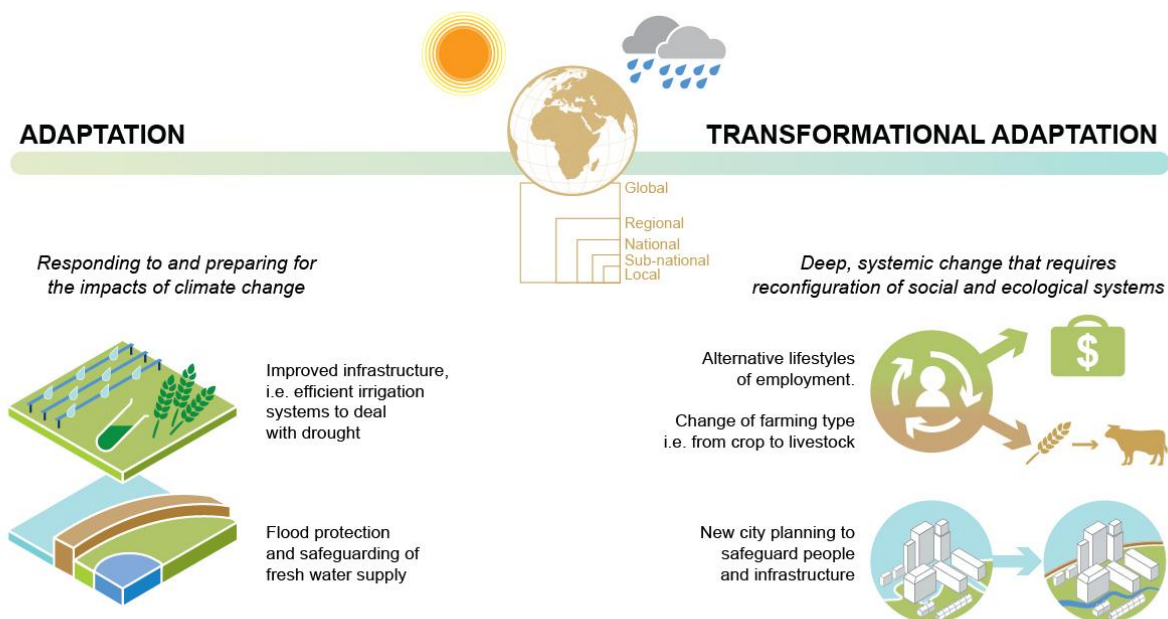 ADAPTATION
TRANSFORMATIONAL ADAPTATION
Global
Regional
National
Sub-national
Local
Responding to and preparing for
the impacts of climate change
Improved infrastructure,
i.e. efficient irrigation
systems to deal
with drought
Flood protection
and safeguarding of
fresh water supply
Deep, systemic change that requires
reconfiguration of social and ecological systems
Alternative lifestyles
of employment.
$
Change of farming type
i.e. from crop to livestock
New city planning to
safeguard people
and infrastructure